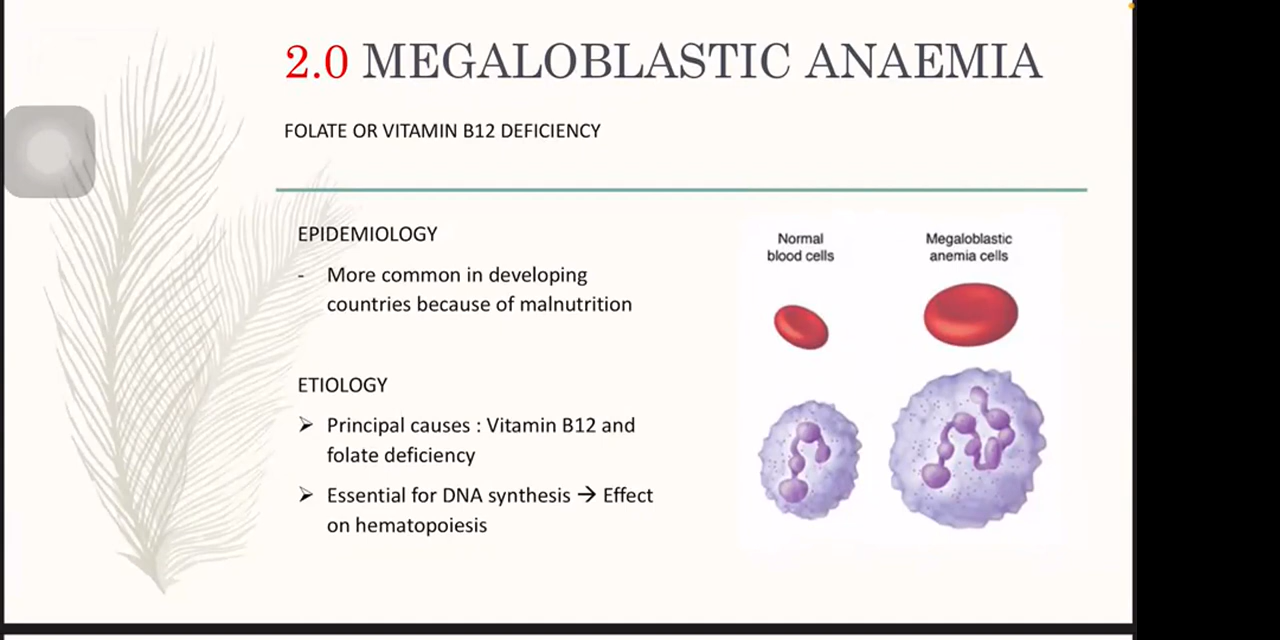 2.0 MEGALOBLASTIC ANAEMIA
FOLATE OR VITAMIN B12 DEFICIENCY
EPIDEMIOLOGY
- More common in developing
countries because of malnutrition
ETIOLOGY
➢ Principal causes : Vitamin B12 and
folate deficiency
➢ Essential for DNA synthesis → Effect
on hematopoiesis
Normal
blood cells
Megaloblastic
anemia cells